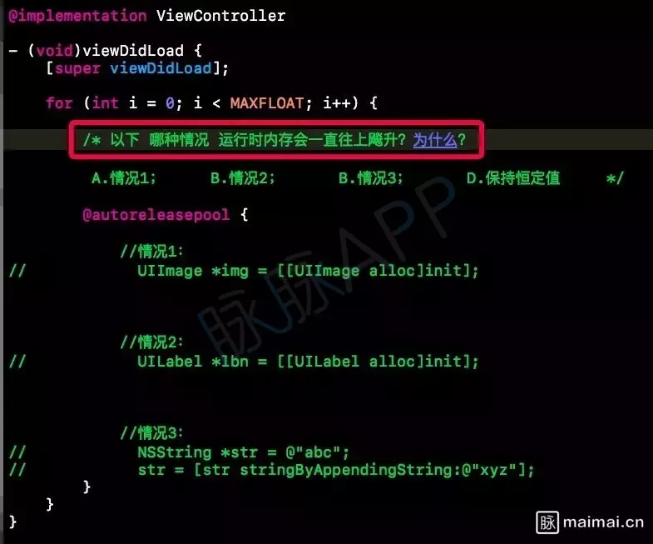 @implementation ViewController
- (void)viewDidLoad {
[super viewDidLoad];
for (int i = 0; i < MAXFLOAT; i++) {
/* 以下 哪种情况 运行时内存会一直往上飚升? 为什么?
A.情况1; B.情况2; B.情况3; D.保持恒定值 */
@autoreleasepool {
//情况1:
// UIImage *img = [[UIImage alloc]init];
//情况2:
// UILabel *lbn = [[UILabel alloc]init];
//情况3:
// NSString *str = @"abc";
// str = [str stringByAppendingString:@"xyz"];
}
}
}
脉脉APP
脉 maimai.cn